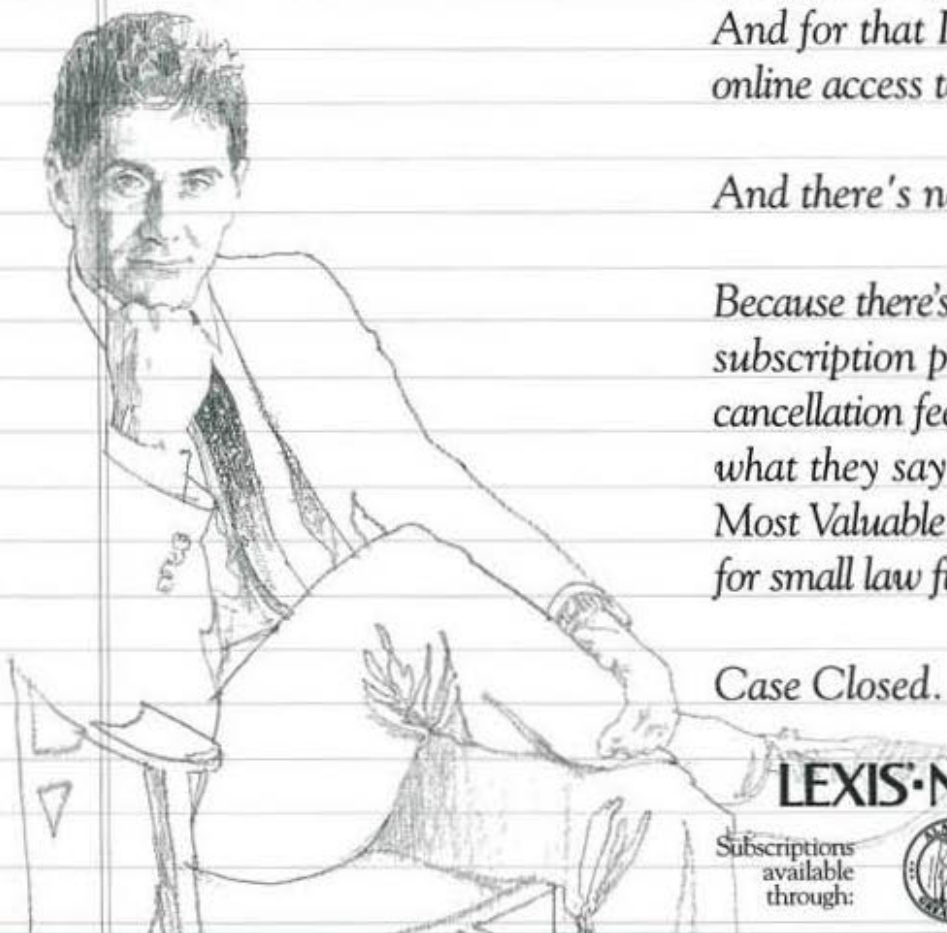 And for that
online access
And there's
Because there's
subscription
cancellation
what they say
Most Valuable
for small law
Case Closed.
LEXIS·
Subscriptions
available
through: